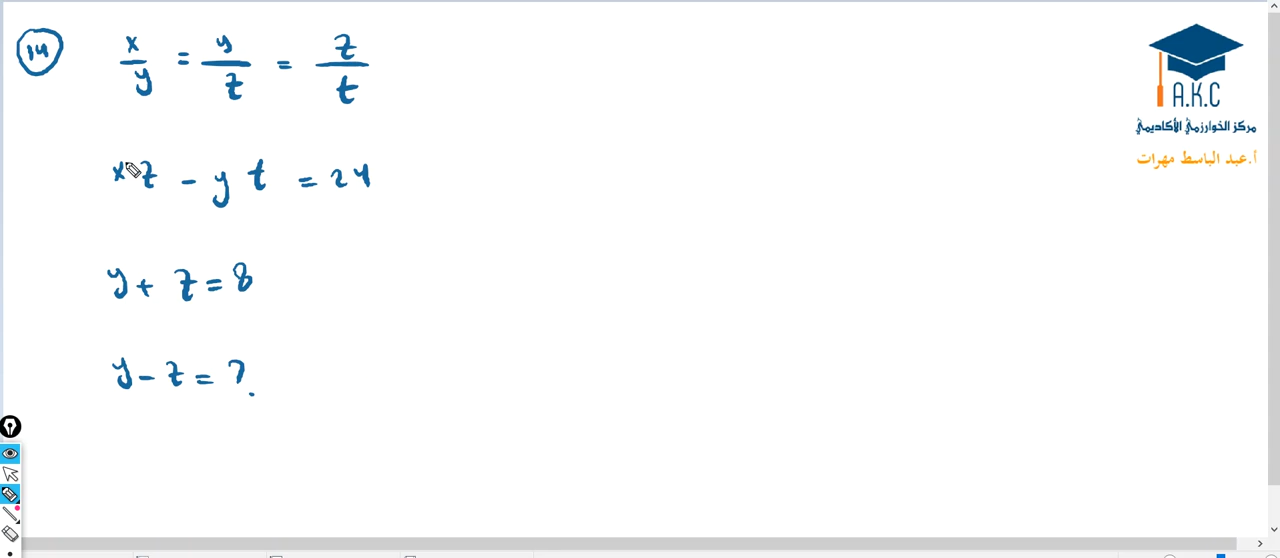 14
x/y = y/z = z/t
xz - yt = 24
y + z = 8
y - z = ?
A.K.C
مركز الخوارزمي الأكاديمي
أ.عبد الباسط مهرات